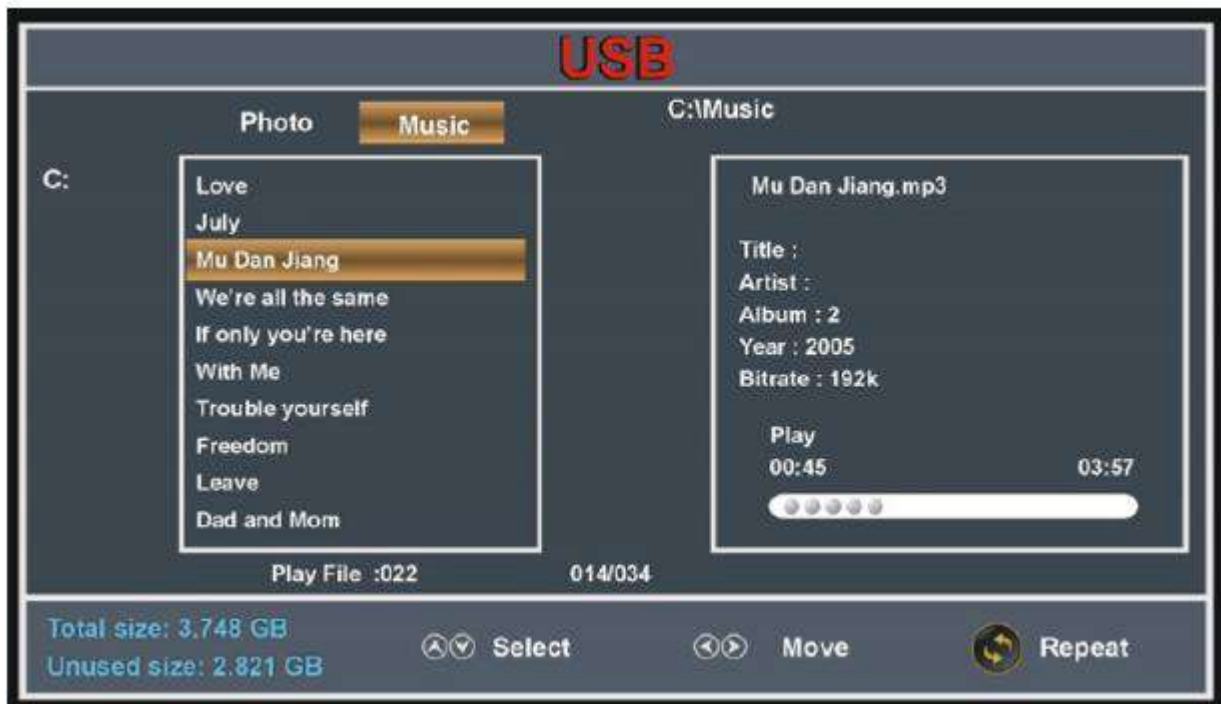 USB
Photo Music C:\Music
C:
Love
July
Mu Dan Jiang
We're all the same
If only you're here
With Me
Trouble yourself
Freedom
Leave
Dad and Mom
Mu Dan Jiang.mp3
Title :
Artist :
Album : 2
Year : 2005
Bitrate : 192k
Play
00:45 03:57
Play File :022 014/034
Total size: 3.748 GB
Unused size: 2.821 GB
Select Move Repeat